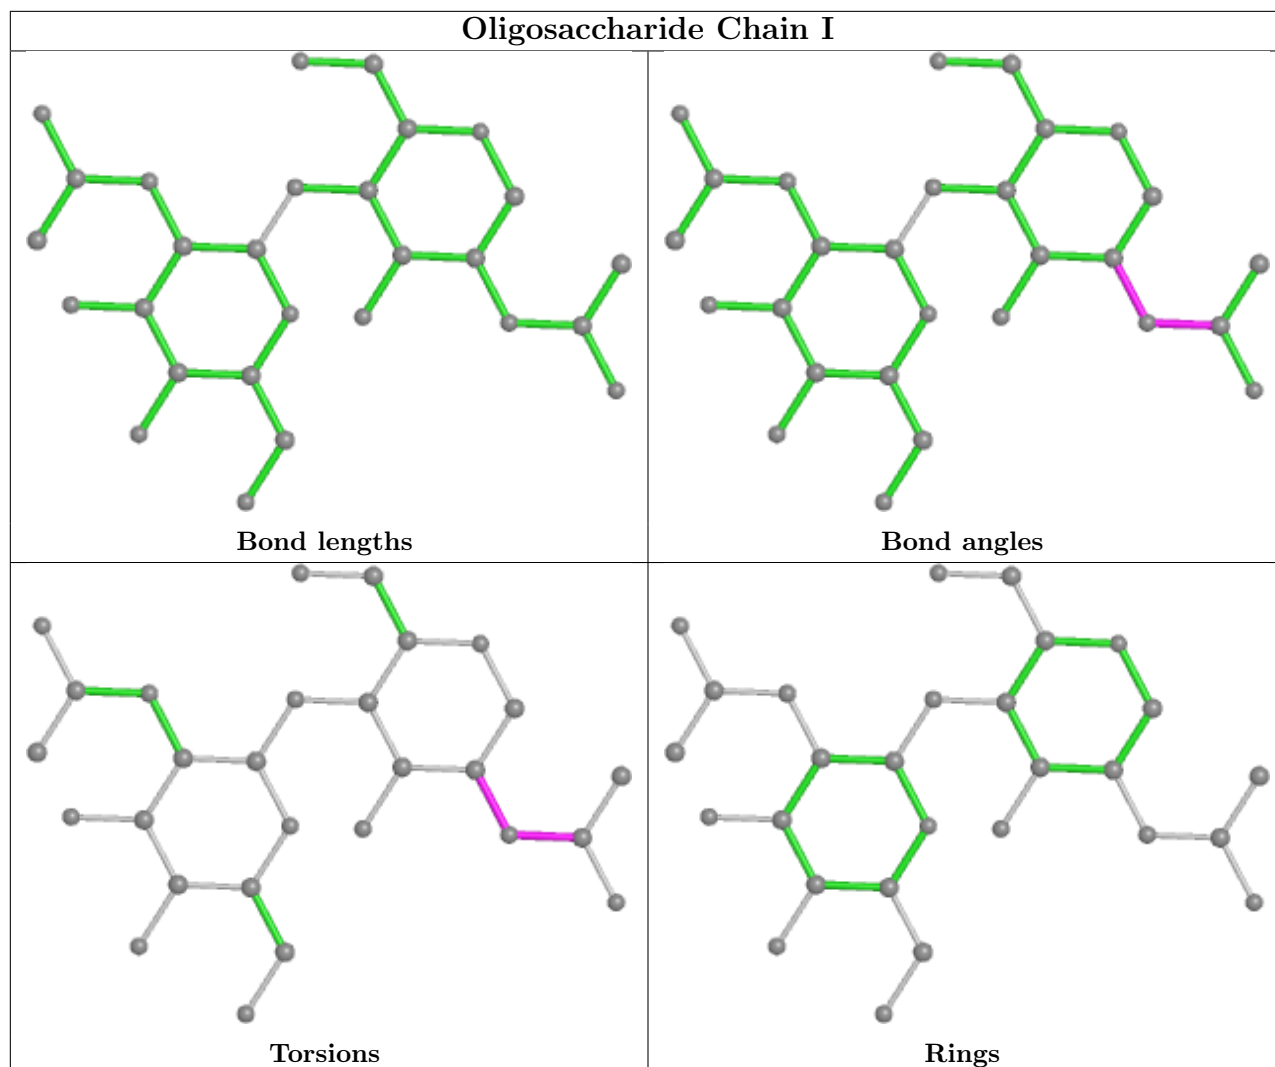 Oligosaccharide Chain I
Bond lengths
Bond angles
Torsions
Rings